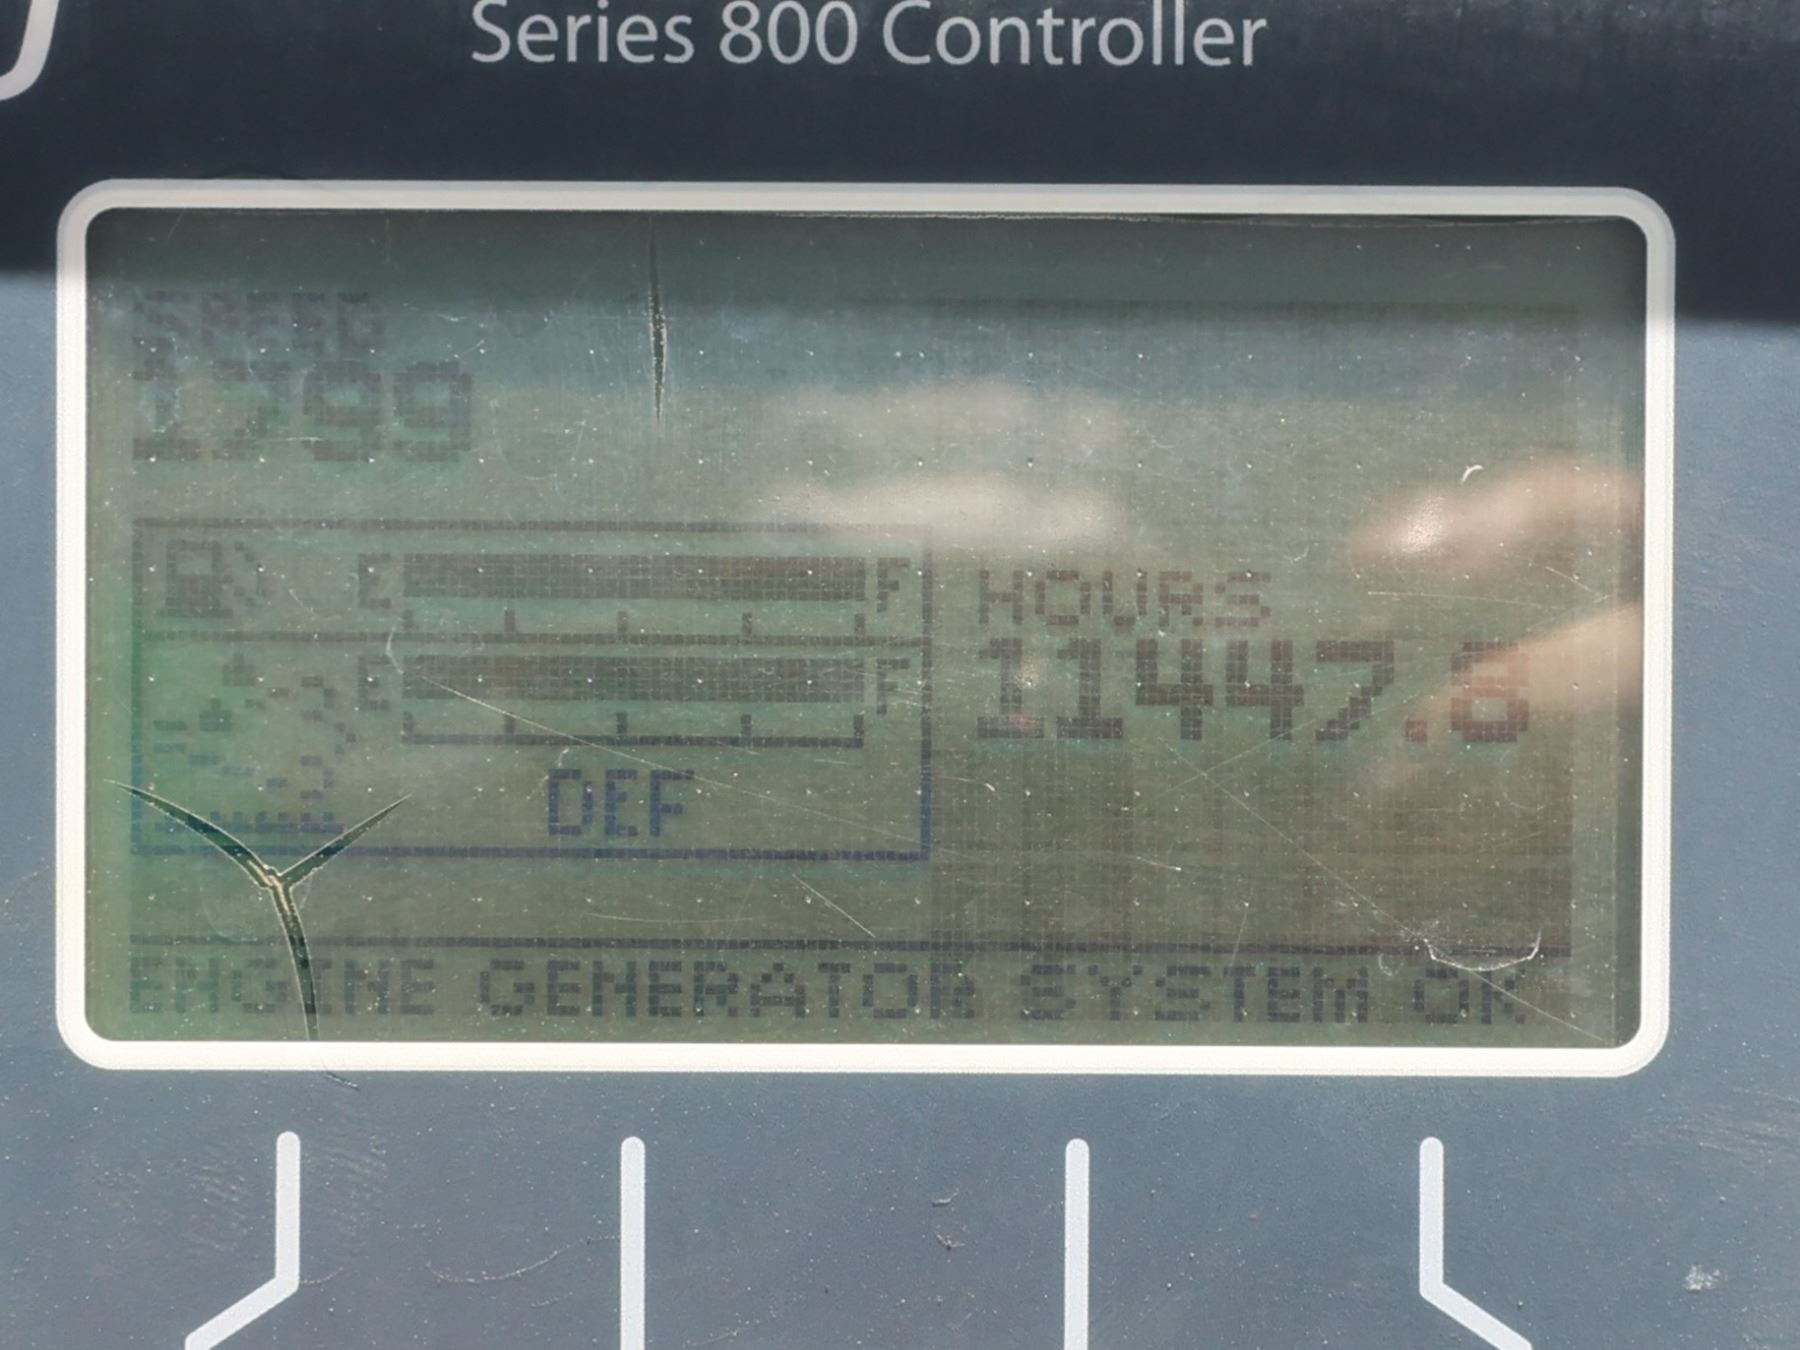 Series 800 Controller
SPEED
1799
E F
E F
DEF
HOURS
11447.8
ENGINE GENERATOR SYSTEM OK